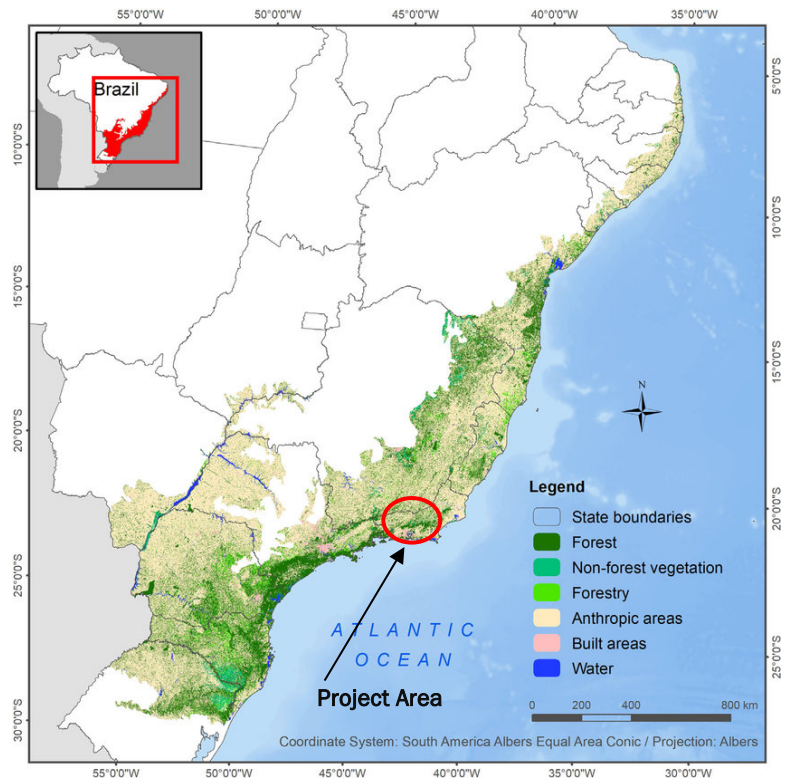 55°0'0"W 50°0'0"W 45°0'0"W 40°0'0"W 35°0'0"W
Brazil
5°0'0"S
10°0'0"S
10°0'0"S
15°0'0"S
15°0'0"S
20°0'0"S
20°0'0"S
25°0'0"S
25°0'0"S
30°0'0"S
N
Legend
State boundaries
Forest
Non-forest vegetation
Forestry
Anthropic areas
Built areas
Water
ATLANTIC
OCEAN
Project Area
0 200 400 800 km
Coordinate System: South America Albers Equal Area Conic / Projection: Albers
55°0'0"W 50°0'0"W 45°0'0"W 40°0'0"W 35°0'0"W 30°0'0"W